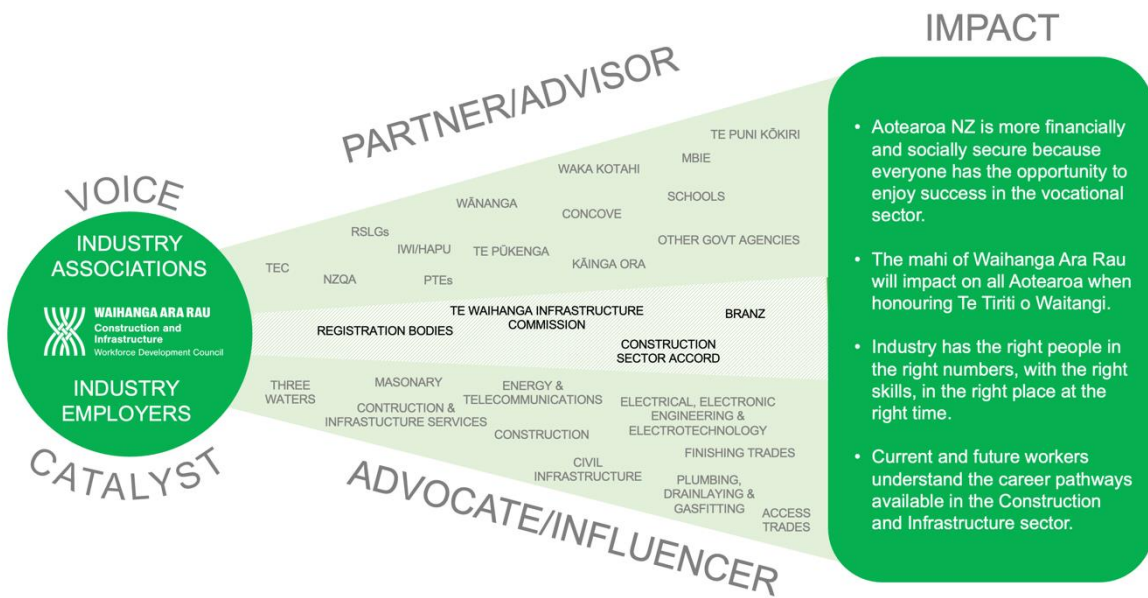 VOICE
INDUSTRY
ASSOCIATIONS
WAIHANGA ARA RAU
Construction and
Infrastructure
Workforce Development Council
INDUSTRY
EMPLOYERS
CATALYST
PARTNER/ADVISOR
TE PUNI KŌKIRI
MBIE
WAKA KOTAHI
SCHOOLS
WĀNANGA
CONCOVE
RSLGs
OTHER GOVT AGENCIES
IWI/HAPU
TE PŪKENGA
KĀINGA ORA
TEC
NZQA
PTEs
TE WAIHANGA INFRASTRUCTURE
COMMISSION
BRANZ
REGISTRATION BODIES
CONSTRUCTION
SECTOR ACCORD
THREE
WATERS
MASONARY
ENERGY &
TELECOMMUNICATIONS
CONTRUCTION &
INFRASTUCTURE SERVICES
ELECTRICAL, ELECTRONIC
ENGINEERING &
ELECTROTECHNOLOGY
CONSTRUCTION
FINISHING TRADES
CIVIL
INFRASTRUCTURE
PLUMBING,
DRAINLAYING &
GASFITTING
ACCESS
TRADES
ADVOCATE/INFLUENCER
IMPACT
• Aotearoa NZ is more financially
and socially secure because
everyone has the opportunity to
enjoy success in the vocational
sector.
• The mahi of Waihanga Ara Rau
will impact on all Aotearoa when
honouring Te Tiriti o Waitangi.
• Industry has the right people in
the right numbers, with the right
skills, in the right place at the
right time.
• Current and future workers
understand the career pathways
available in the Construction
and Infrastructure sector.